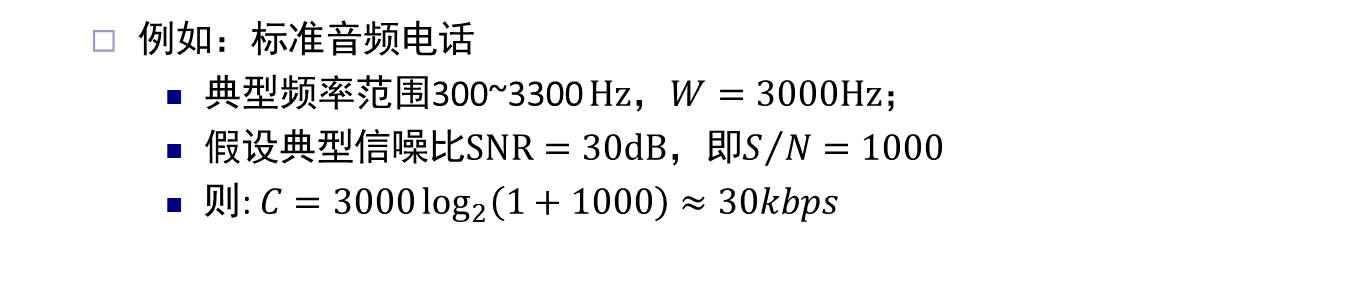 例如：标准音频电话
典型频率范围300~3300 Hz，W = 3000Hz；
假设典型信噪比SNR = 30dB，即S/N = 1000
则: C = 3000 log₂(1 + 1000) ≈ 30kbps